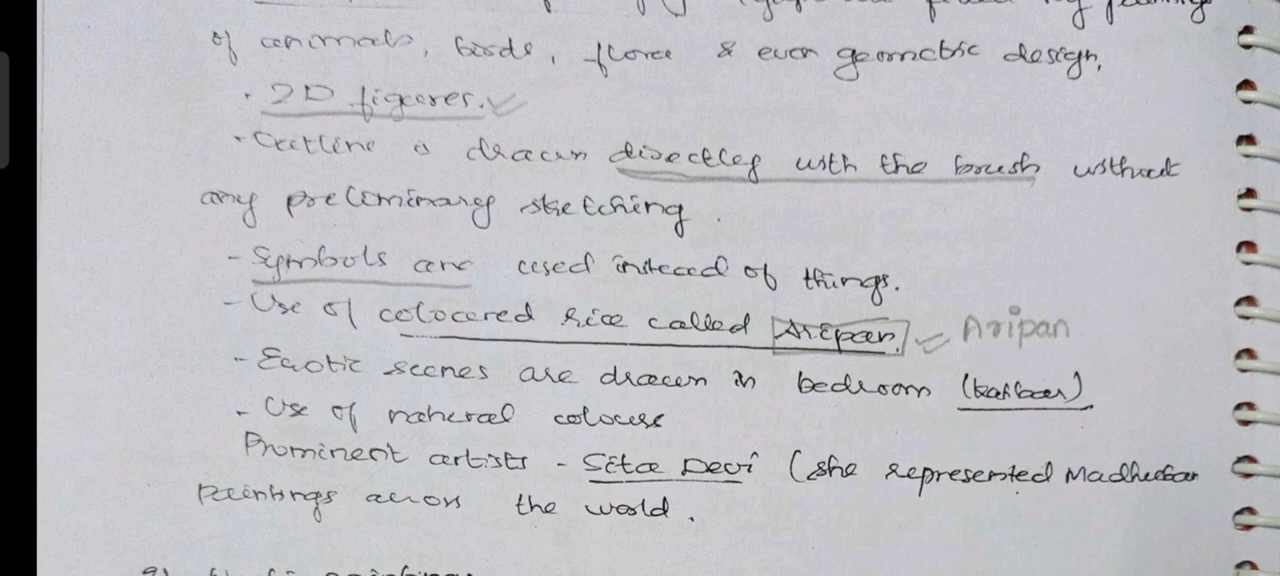 of animals, birds, flora & even geometric design.
· 2D figures.
· Outline is drawn directly with the brush without
any preliminary sketching.
- Symbols are used instead of things.
- Use of coloured rice called Aripan. Aripan
- Exotic scenes are drawn in bedroom
- Use of natural colours
Prominent artists - Sita Devi (she represented Madhubani
Paintings across the world.